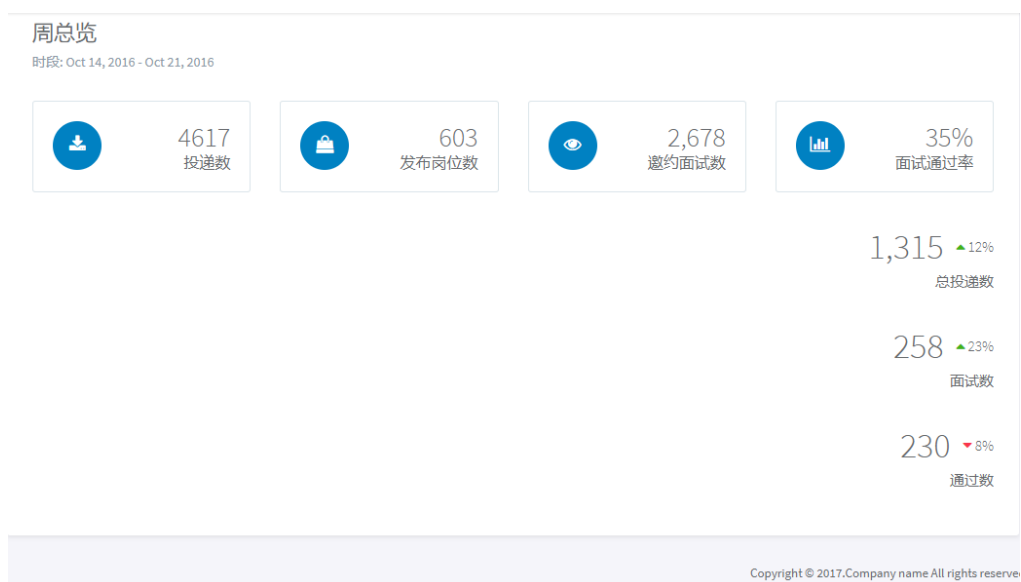 周总览
时段: Oct 14, 2016 - Oct 21, 2016
4617
投递数
603
发布岗位数
2,678
邀约面试数
35%
面试通过率
1,315 12%
总投递数
258 23%
面试数
230 8%
通过数
Copyright © 2017.Company name All rights reserve